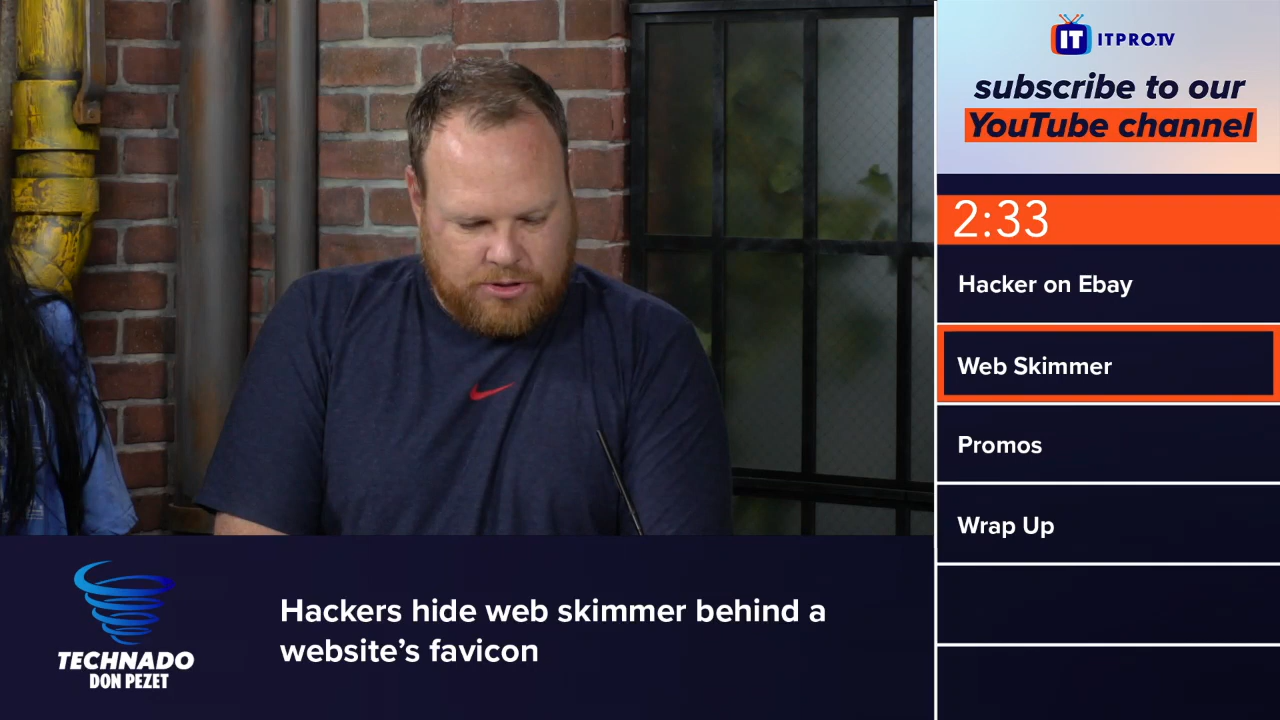 IT ITPRO.TV
subscribe to our
YouTube channel
2:33
Hacker on Ebay
Web Skimmer
Promos
Wrap Up
Hackers hide web skimmer behind a
website’s favicon
TECHNADO
DON PEZET